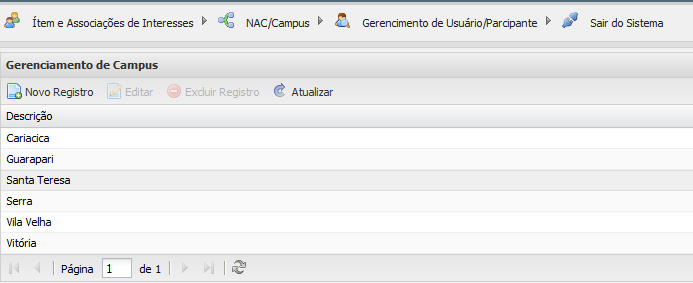 Ítem e Associações de Interesses NAC/Campus Gerencimento de Usuário/Parcipante Sair do Sistema
Gerenciamento de Campus
Novo Registro Editar Excluir Registro Atualizar
Descrição
Cariacica
Guarapari
Santa Teresa
Serra
Vila Velha
Vitória
Página 1 de 1